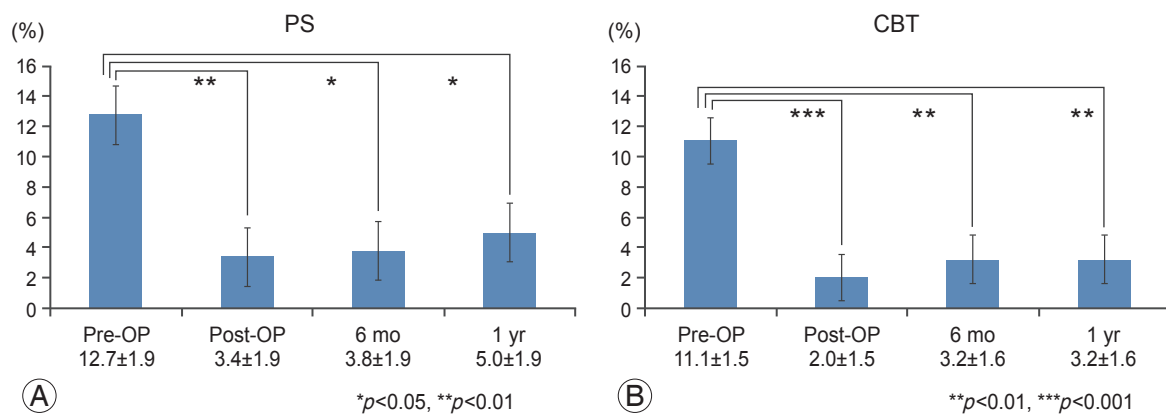 PS
(%)
16
14
12
10
8
6
4
2
0
**
*
*
Pre-OP
12.7±1.9
Post-OP
3.4±1.9
6 mo
3.8±1.9
1 yr
5.0±1.9
A
*p<0.05, **p<0.01
CBT
(%)
16
14
12
10
8
6
4
2
0
***
**
**
Pre-OP
11.1±1.5
Post-OP
2.0±1.5
6 mo
3.2±1.6
1 yr
3.2±1.6
B
**p<0.01, ***p<0.001